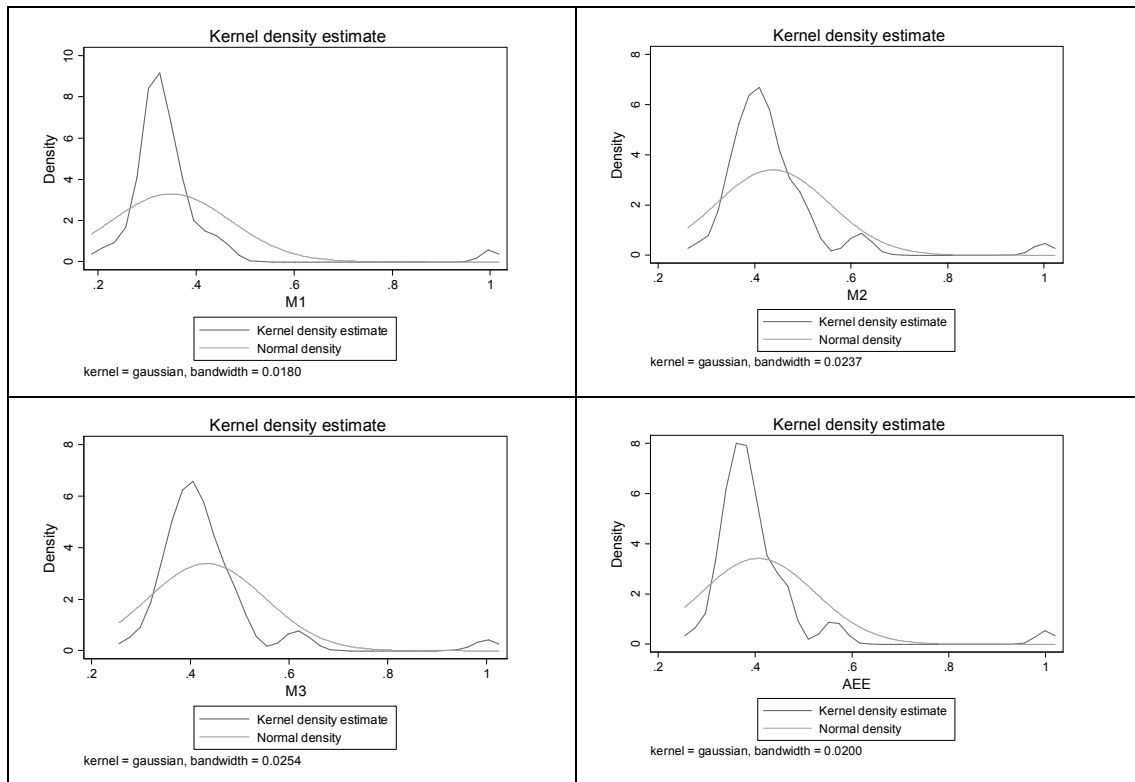 Kernel density estimate
10
8
6
4
2
0
Density
.2 .4 .6 .8 1
M1
Kernel density estimate
Normal density
kernel = gaussian, bandwidth = 0.0180
Kernel density estimate
8
6
4
2
0
Density
.2 .4 .6 .8 1
M2
Kernel density estimate
Normal density
kernel = gaussian, bandwidth = 0.0237
Kernel density estimate
8
6
4
2
0
Density
.2 .4 .6 .8 1
M3
Kernel density estimate
Normal density
kernel = gaussian, bandwidth = 0.0254
Kernel density estimate
8
6
4
2
0
Density
.2 .4 .6 .8 1
AEE
Kernel density estimate
Normal density
kernel = gaussian, bandwidth = 0.0200